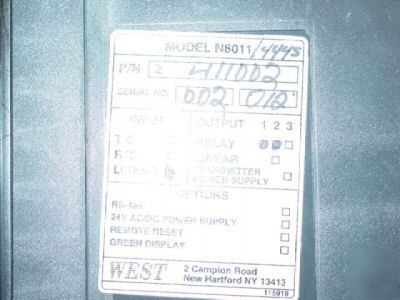 MODEL N8011/4445
P/N 2 411002
SERIAL NO. 002 012
INPUT
OUTPUT 1 2 3
T/C
RELAY
RTD
LINEAR
LINEAR
TRANSMITTER
POWER SUPPLY
OPTIONS
RS-485
24V AC/DC POWER SUPPLY
REMOTE RESET
GREEN DISPLAY
WEST
2 Campion Road
New Hartford NY 13413